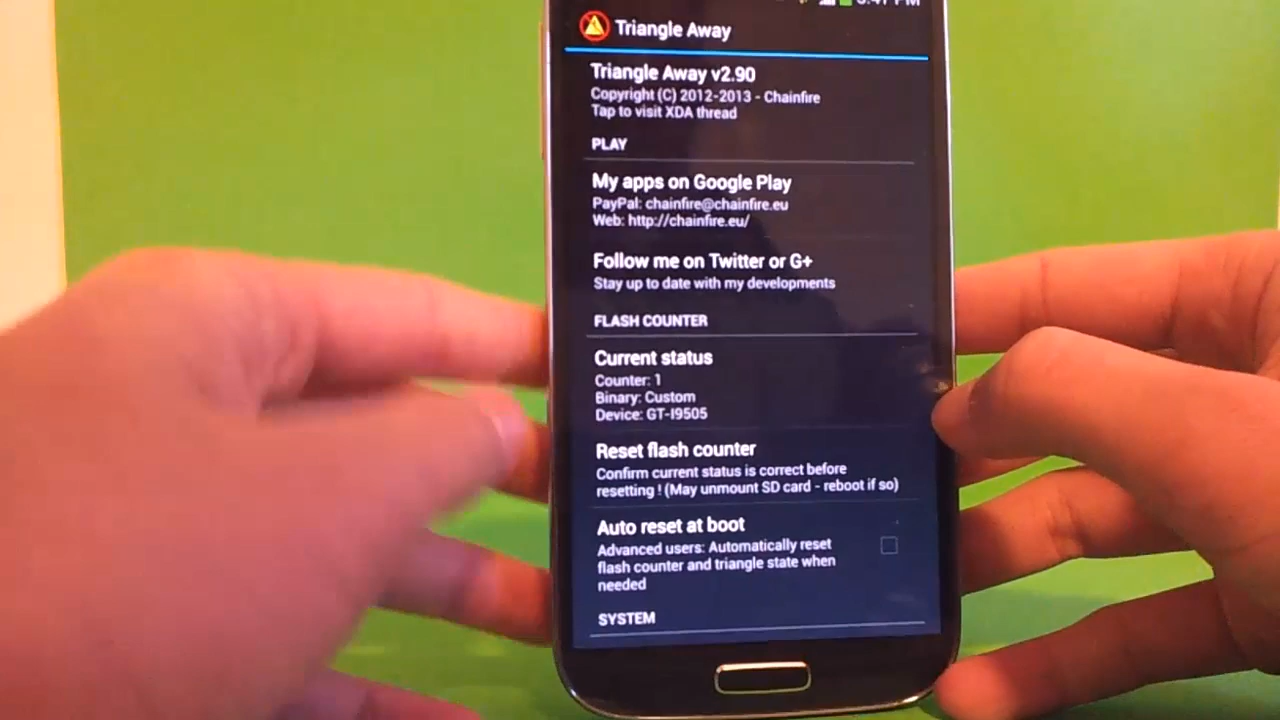 Triangle Away
Triangle Away v2.90
Copyright (C) 2012-2013 - Chainfire
Tap to visit XDA thread
PLAY
My apps on Google Play
PayPal: chainfire@chainfire.eu
Web: http://chainfire.eu/
Follow me on Twitter or G+
Stay up to date with my developments
FLASH COUNTER
Current status
Counter: 1
Binary: Custom
Device: GT-I9505
Reset flash counter
Confirm current status is correct before
resetting ! (May unmount SD card - reboot if so)
Auto reset at boot
Advanced users: Automatically reset
flash counter and triangle state when
needed
SYSTEM